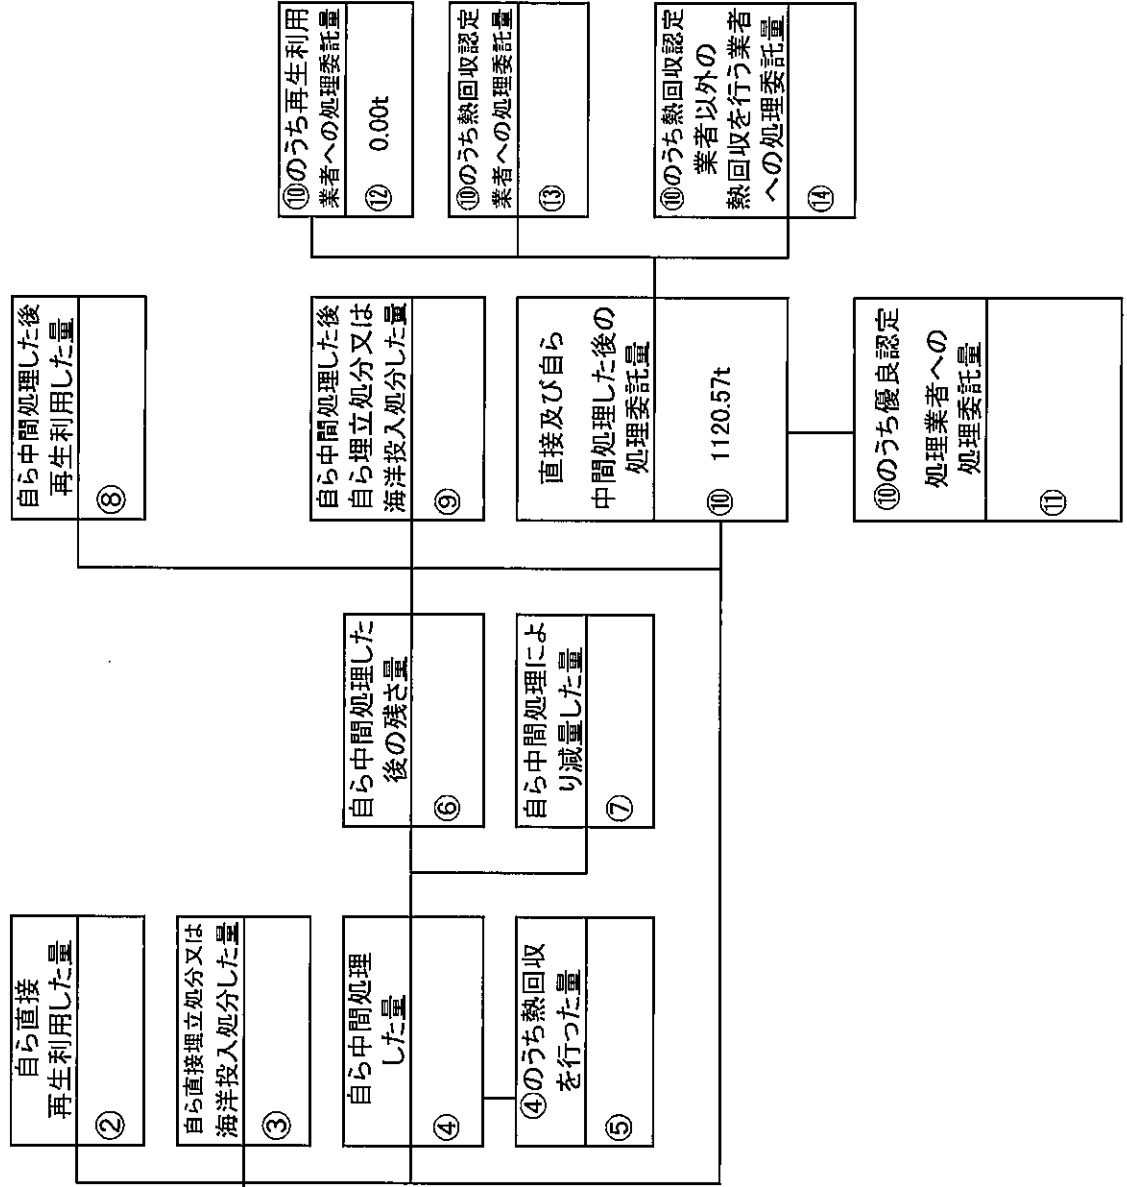 自ら直接
再生利用した量
②
自ら直接埋立処分又は
海洋投入処分した量
③
自ら中間処理
した量
④
④のうち熱回収
を行った量
⑤
自ら中間処理した
後の残さ量
⑥
自ら中間処理によ
り減量した量
⑦
自ら中間処理した後
再生利用した量
⑧
自ら中間処理した後
自ら埋立処分又は
海洋投入処分した量
⑨
直接及び自ら
中間処理した後の
処理委託量
⑩ 1120.57t
⑩のうち優良認定
処理業者への
処理委託量
⑪
⑩のうち再生利用
業者への処理委託量
⑫ 0.00t
⑩のうち熱回収認定
業者への処理委託量
⑬
⑩のうち熱回収認定
業者以外の
熱回収を行う業者
への処理委託量
⑭